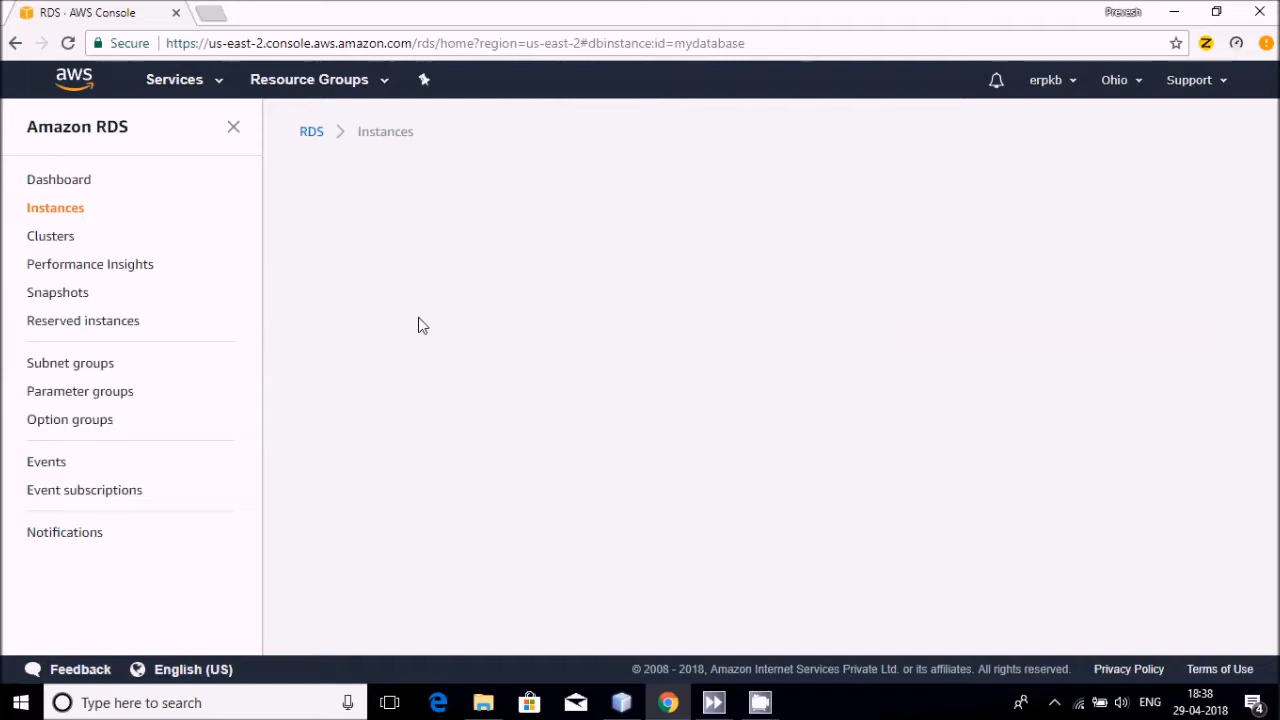 RDS · AWS Console
Prevesh
Secure
https://us-east-2.console.aws.amazon.com/rds/home?region=us-east-2#dbinstance:id=mydatabase
aws
Services
Resource Groups
erpkb
Ohio
Support
Amazon RDS
RDS
Instances
Dashboard
Instances
Clusters
Performance Insights
Snapshots
Reserved instances
Subnet groups
Parameter groups
Option groups
Events
Event subscriptions
Notifications
Feedback
English (US)
© 2008 - 2018, Amazon Internet Services Private Ltd. or its affiliates. All rights reserved.
Privacy Policy
Terms of Use
Type here to search
ENG
18:38
29-04-2018
4